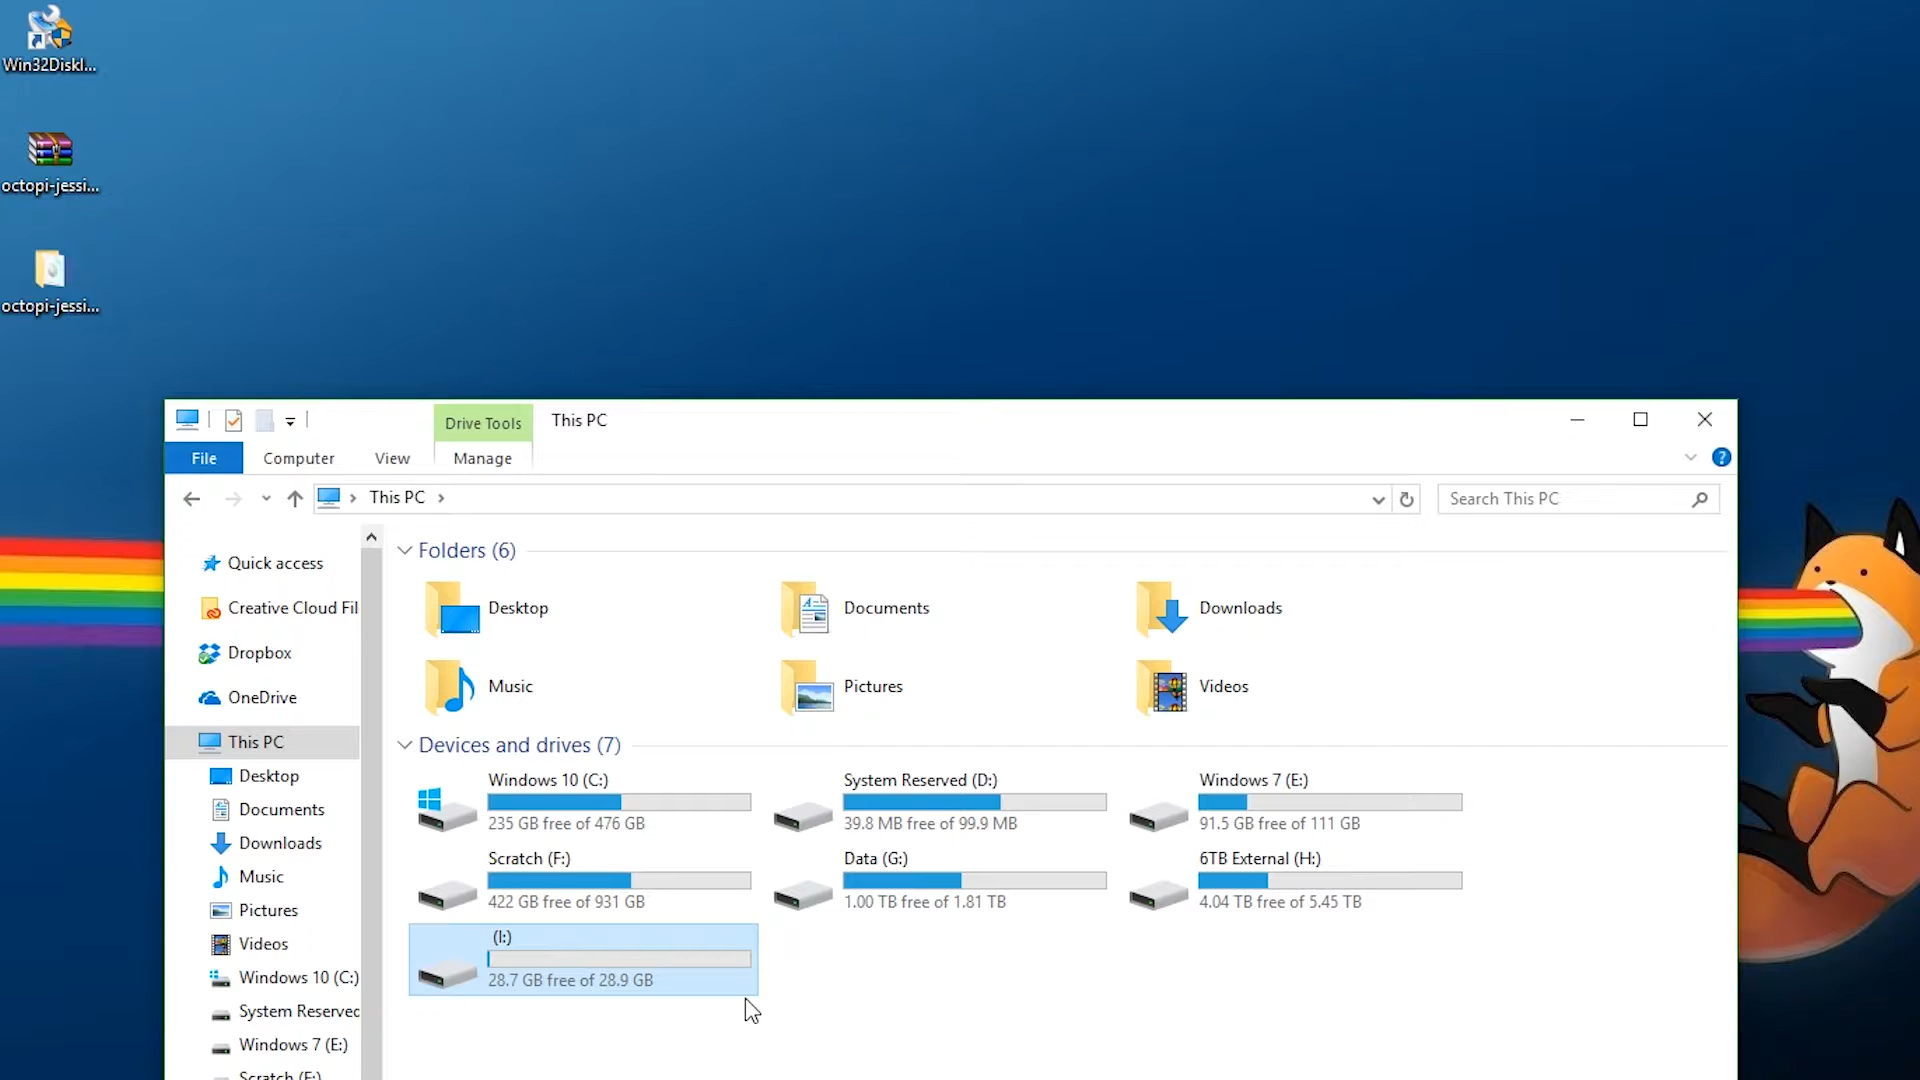 Win32DiskI...
octopi-jessi...
octopi-jessi...
Drive Tools
This PC
File
Computer
View
Manage
This PC
Search This PC
Quick access
Creative Cloud Fil
Dropbox
OneDrive
This PC
Desktop
Documents
Downloads
Music
Pictures
Videos
Windows 10 (C:)
System Reserved
Windows 7 (E:)
Scratch (F:)
Folders (6)
Desktop
Documents
Downloads
Music
Pictures
Videos
Devices and drives (7)
Windows 10 (C:)
235 GB free of 476 GB
System Reserved (D:)
39.8 MB free of 99.9 MB
Windows 7 (E:)
91.5 GB free of 111 GB
Scratch (F:)
422 GB free of 931 GB
Data (G:)
1.00 TB free of 1.81 TB
6TB External (H:)
4.04 TB free of 5.45 TB
(I:)
28.7 GB free of 28.9 GB